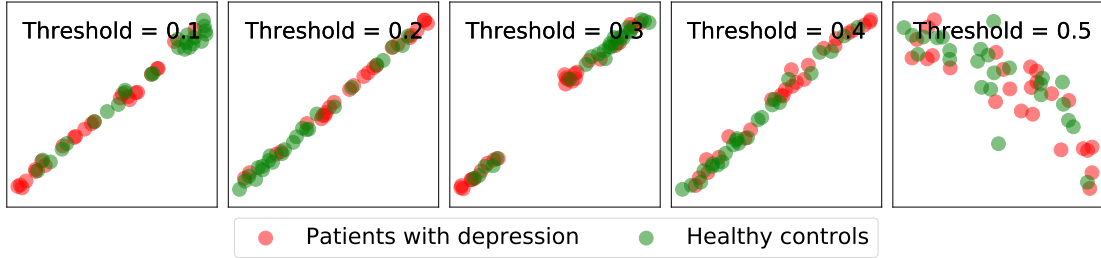 Threshold = 0.1
Threshold = 0.2
Threshold = 0.3
Threshold = 0.4
Threshold = 0.5
Patients with depression
Healthy controls